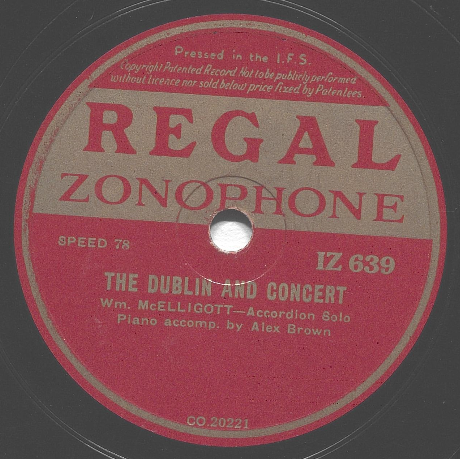 Pressed in the I.F.S.
Copyright Patented Record Not to be publicly performed
without licence nor sold below price fixed by Patentees.
REGAL
ZONOPHONE
SPEED 78
IZ 639
THE DUBLIN AND CONCERT
Wm. McELLIGOTT—Accordion Solo
Piano accomp. by Alex Brown
CO.20221